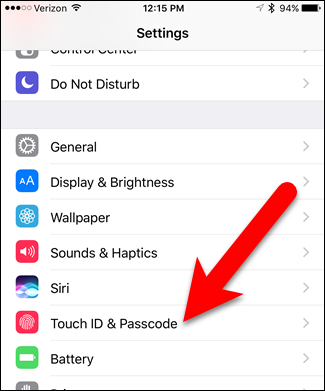 Verizon 12:15 PM 94%
Settings
Control Center
Do Not Disturb
General
Display & Brightness
AA
Wallpaper
Sounds & Haptics
Siri
Touch ID & Passcode
Battery